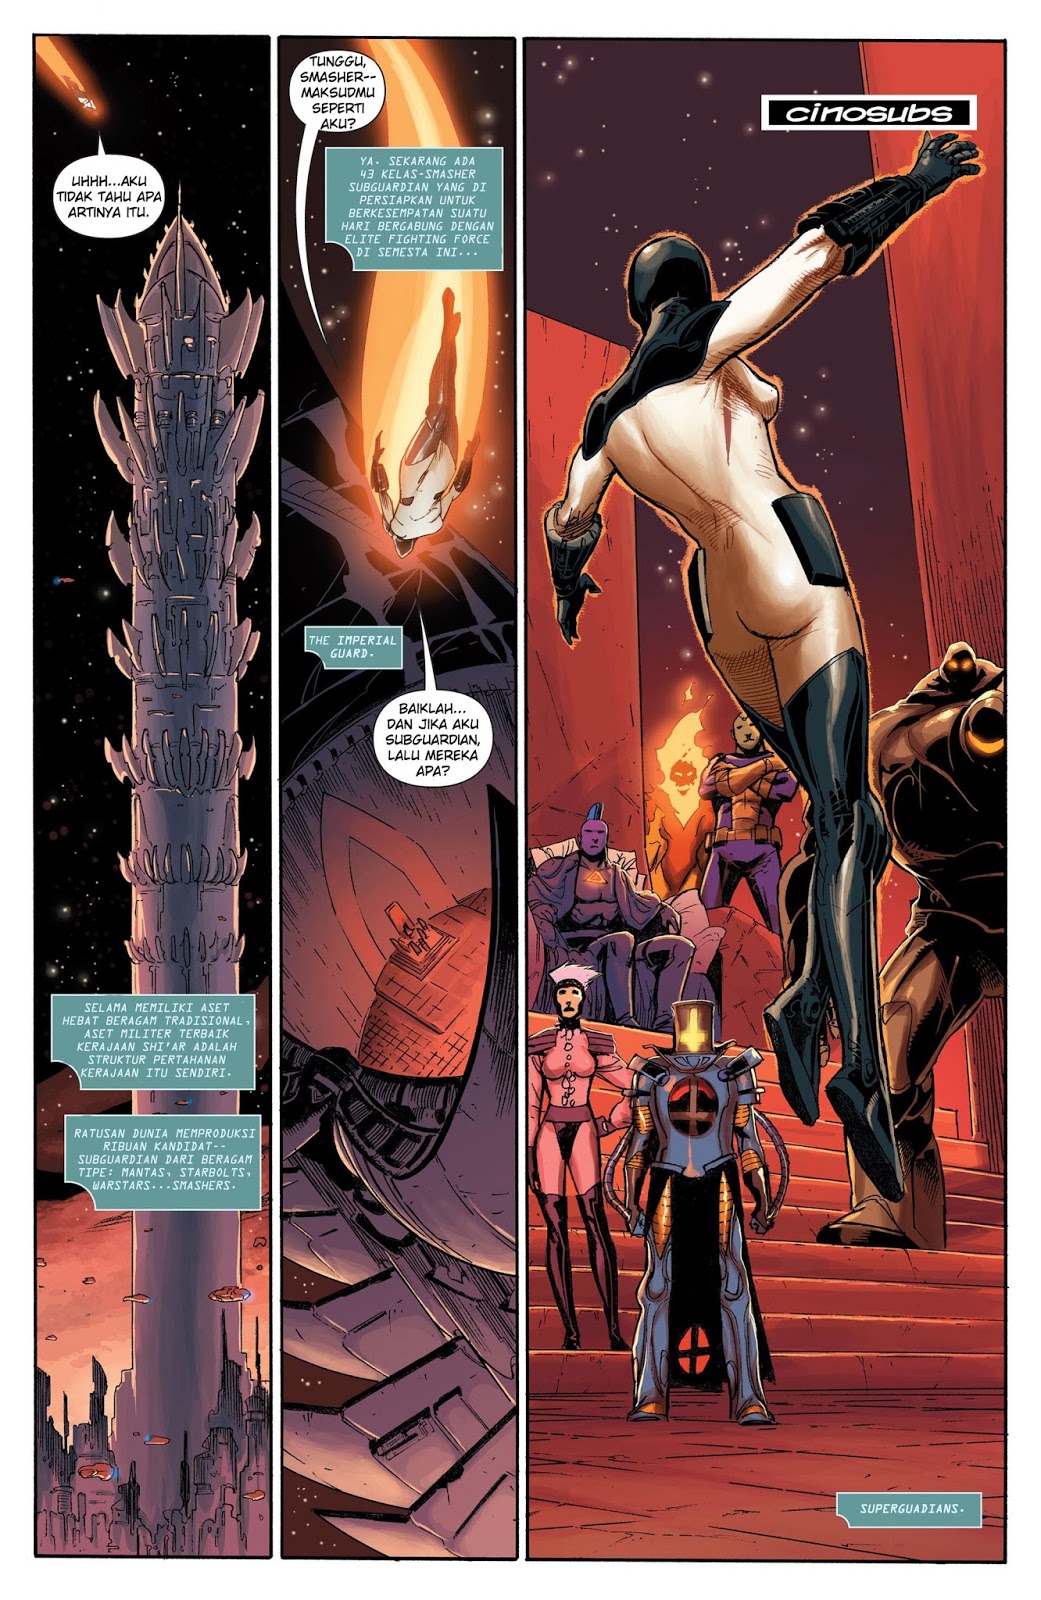 UHHH...AKU
TIDAK TAHU APA
ARTINYA ITU.
SELAMA MEMILIKI ASET
HEBAT BERAGAM TRADISIONAL,
ASET MILITER TERBAIK
KERAJAAN SHI'AR ADALAH
STRUKTUR PERTAHANAN
KERAJAAN ITU SENDIRI.
RATUSAN DUNIA MEMPRODUKSI
RIBUAN KANDIDAT--
SUBGUARDIAN DARI BERAGAM
TIPE: MANTAS, STARBOLTS,
WARSTARS...SMASHERS.
TUNGGU,
SMASHER--
MAKSUDMU
SEPERTI
AKU?
YA. SEKARANG ADA
43 KELAS-SMASHER
SUBGUARDIAN YANG DI
PERSIAPKAN UNTUK
BERKESEMPATAN SUATU
HARI BERGABUNG DENGAN
ELITE FIGHTING FORCE
DI SEMESTA INI...
THE IMPERIAL
GUARD.
BAIKLAH...
DAN JIKA AKU
SUBGUARDIAN,
LALU MEREKA
APA?
cinosubs
SUPERGUADIANS.